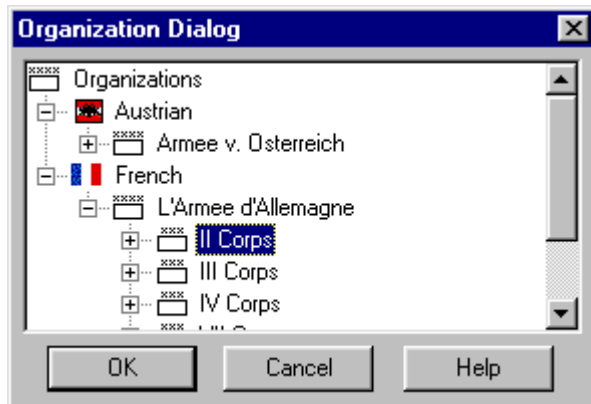 Organization Dialog
Organizations
Austrian
Armee v. Osterreich
French
L'Armee d'Allemagne
II Corps
III Corps
IV Corps
OK Cancel Help